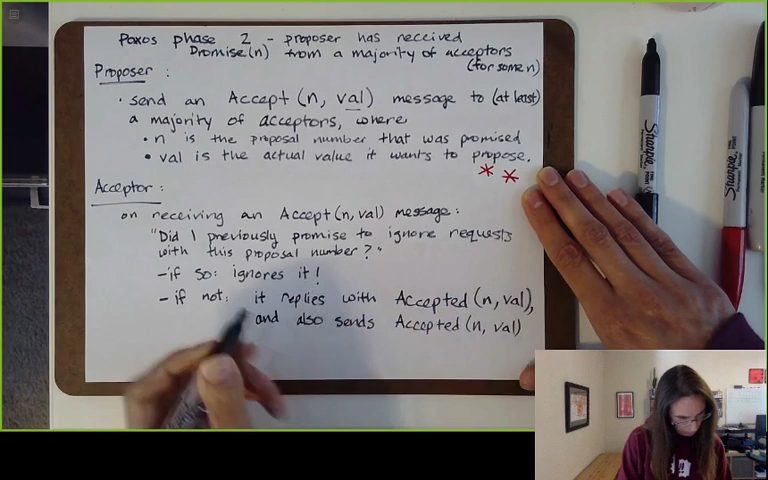 Paxos phase 2 - proposer has received
Promise(n) from a majority of acceptors
(for some n)
Proposer :
• send an Accept (n, val) message to (at least)
a majority of acceptors, where
• n is the proposal number that was promised
• val is the actual value it wants to propose.
* *
Acceptor :
on receiving an Accept(n, val) message :
"Did I previously promise to ignore requests
with this proposal number?"
- if so: ignores it!
- if not: it replies with Accepted (n, val),
and also sends Accepted (n, val)
Sharpie